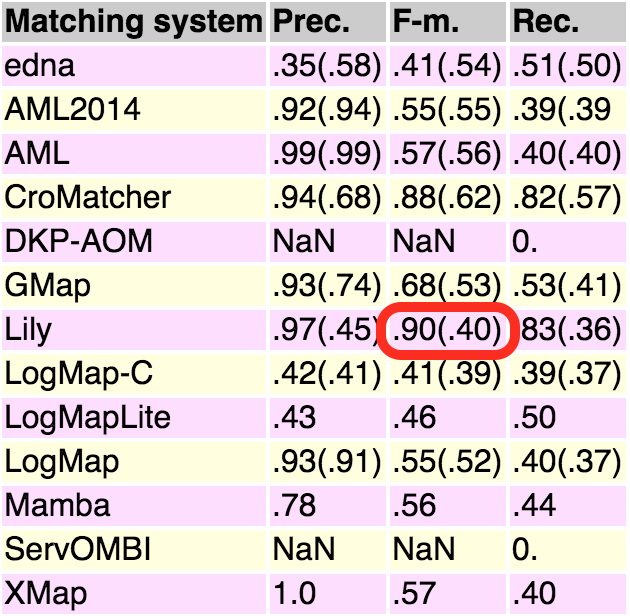 Matching system Prec. F-m. Rec.
edna .35(.58) .41(.54) .51(.50)
AML2014 .92(.94) .55(.55) .39(.39
AML .99(.99) .57(.56) .40(.40)
CroMatcher .94(.68) .88(.62) .82(.57)
DKP-AOM NaN NaN 0.
GMap .93(.74) .68(.53) .53(.41)
Lily .97(.45) .90(.40) .83(.36)
LogMap-C .42(.41) .41(.39) .39(.37)
LogMapLite .43 .46 .50
LogMap .93(.91) .55(.52) .40(.37)
Mamba .78 .56 .44
ServOMBI NaN NaN 0.
XMap 1.0 .57 .40